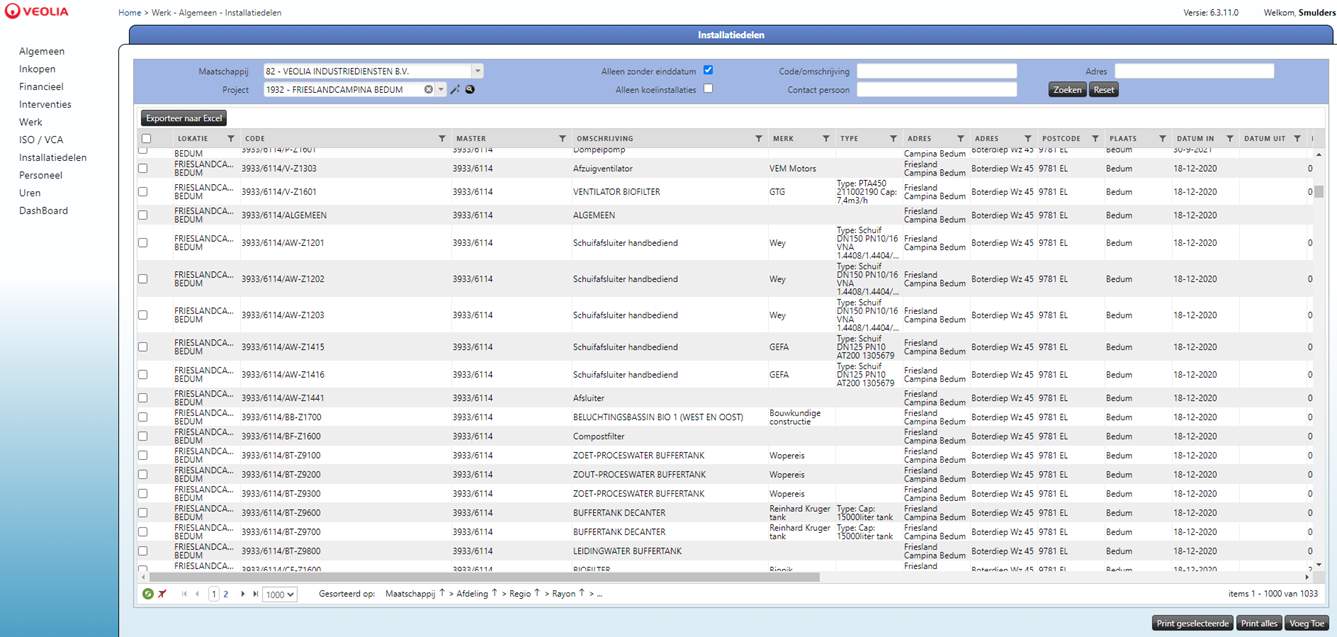 VEOLIA
Home > Werk - Algemeen - Installatiedelen
Versie: 6.3.11.0 Welkom, Smulders
Installatiedelen
Algemeen
Inkopen
Financieel
Interventies
Werk
ISO / VCA
Installatiedelen
Personeel
Uren
DashBoard
Maatschappij 82 - VEOLIA INDUSTRIEDIENSTEN B.V. Alleen zonder einddatum Code/omschrijving Adres
Project 1932 - FRIESLANDCAMPINA BEDUM Alleen koelinstallaties Contact persoon Zoeken Reset
Exporteer naar Excel
LOKATIE CODE MASTER OMSCHRIJVING MERK TYPE ADRES ADRES POSTCODE PLAATS DATUM IN DATUM UIT
BEDUM 3933/6114/P-Z1601 3933/6114 Dompelpomp Campina Bedum Boterdiep Wz 45 9781 EL Bedum 30-9-2021
FRIESLANDCA... Friesland
BEDUM 3933/6114/V-Z1303 3933/6114 Afzuigventilator VEM Motors Campina Bedum Boterdiep Wz 45 9781 EL Bedum 18-12-2020 0
Type: PTA450
FRIESLANDCA... 211002190 Cap: Friesland
BEDUM 3933/6114/V-Z1601 3933/6114 VENTILATOR BIOFILTER GTG 7,4m3/h Campina Bedum Boterdiep Wz 45 9781 EL Bedum 18-12-2020 0
FRIESLANDCA... Friesland
BEDUM 3933/6114/ALGEMEEN 3933/6114 ALGEMEEN Campina Bedum Boterdiep Wz 45 9781 EL Bedum 18-12-2020 0
Type: Schuif
FRIESLANDCA... DN150 PN10/16 Friesland
BEDUM 3933/6114/AW-Z1201 3933/6114 Schuifafsluiter handbediend Wey VNA Campina Bedum Boterdiep Wz 45 9781 EL Bedum 18-12-2020 0
1.4408/1.4404/...
Type: Schuif
FRIESLANDCA... DN150 PN10/16 Friesland
BEDUM 3933/6114/AW-Z1202 3933/6114 Schuifafsluiter handbediend Wey VNA Campina Bedum Boterdiep Wz 45 9781 EL Bedum 18-12-2020 0
1.4408/1.4404/...
Type: Schuif
FRIESLANDCA... DN150 PN10/16 Friesland
BEDUM 3933/6114/AW-Z1203 3933/6114 Schuifafsluiter handbediend Wey VNA Campina Bedum Boterdiep Wz 45 9781 EL Bedum 18-12-2020 0
1.4408/1.4404/...
Type: Schuif
FRIESLANDCA... DN125 PN10 Friesland
BEDUM 3933/6114/AW-Z1415 3933/6114 Schuifafsluiter handbediend GEFA AT200 1305679 Campina Bedum Boterdiep Wz 45 9781 EL Bedum 18-12-2020 0
Type: Schuif
FRIESLANDCA... DN125 PN10 Friesland
BEDUM 3933/6114/AW-Z1416 3933/6114 Schuifafsluiter handbediend GEFA AT200 1305679 Campina Bedum Boterdiep Wz 45 9781 EL Bedum 18-12-2020 0
FRIESLANDCA... Friesland
BEDUM 3933/6114/AW-Z1441 3933/6114 Afsluiter Campina Bedum Boterdiep Wz 45 9781 EL Bedum 18-12-2020 0
FRIESLANDCA... Bouwkundige Friesland
BEDUM 3933/6114/BB-Z1700 3933/6114 BELUCHTINGSBASSIN BIO 1 (WEST EN OOST) constructie Campina Bedum Boterdiep Wz 45 9781 EL Bedum 18-12-2020 0
FRIESLANDCA... Friesland
BEDUM 3933/6114/BF-Z1600 3933/6114 Compostfilter Campina Bedum Boterdiep Wz 45 9781 EL Bedum 18-12-2020 0
FRIESLANDCA... Friesland
BEDUM 3933/6114/BT-Z9100 3933/6114 ZOET-PROCESWATER BUFFERTANK Wopereis Campina Bedum Boterdiep Wz 45 9781 EL Bedum 18-12-2020 0
FRIESLANDCA... Friesland
BEDUM 3933/6114/BT-Z9200 3933/6114 ZOUT-PROCESWATER BUFFERTANK Wopereis Campina Bedum Boterdiep Wz 45 9781 EL Bedum 18-12-2020 0
FRIESLANDCA... Friesland
BEDUM 3933/6114/BT-Z9300 3933/6114 ZOET-PROCESWATER BUFFERTANK Wopereis Campina Bedum Boterdiep Wz 45 9781 EL Bedum 18-12-2020 0
FRIESLANDCA... Reinhard Kruger Type: Cap: Friesland
BEDUM 3933/6114/BT-Z9600 3933/6114 BUFFERTANK DECANTER tank 15000liter tank Campina Bedum Boterdiep Wz 45 9781 EL Bedum 18-12-2020 0
FRIESLANDCA... Reinhard Kruger Type: Cap: Friesland
BEDUM 3933/6114/BT-Z9700 3933/6114 BUFFERTANK DECANTER tank 15000liter tank Campina Bedum Boterdiep Wz 45 9781 EL Bedum 18-12-2020 0
FRIESLANDCA... Friesland
BEDUM 3933/6114/BT-Z9800 3933/6114 LEIDINGWATER BUFFERTANK Campina Bedum Boterdiep Wz 45 9781 EL Bedum 18-12-2020 0
FRIESLANDCA... 3933/6114/CF-Z1600 3933/6114 BIOFILTER Friesland Boterdiep Wz 45 9781 EL Bedum 18-12-2020
1 2 1000 Gesorteerd op: Maatschappij ↑ > Afdeling ↑ > Regio ↑ > Rayon ↑ > ... items 1 - 1000 van 1033
Print geselecteerde Print alles Voeg Toe